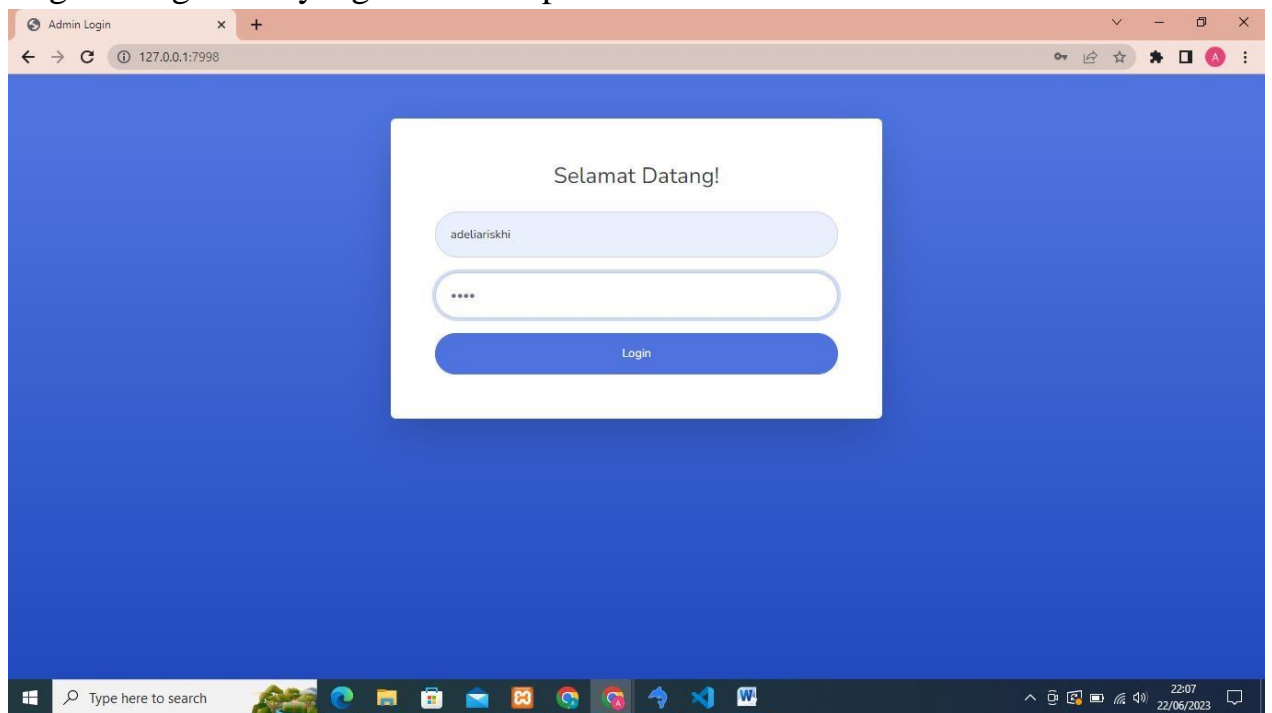 Admin Login
127.0.0.1:7998
A
Selamat Datang!
adeliariskhi
••••
Login
Type here to search
W
22:07
22/06/2023